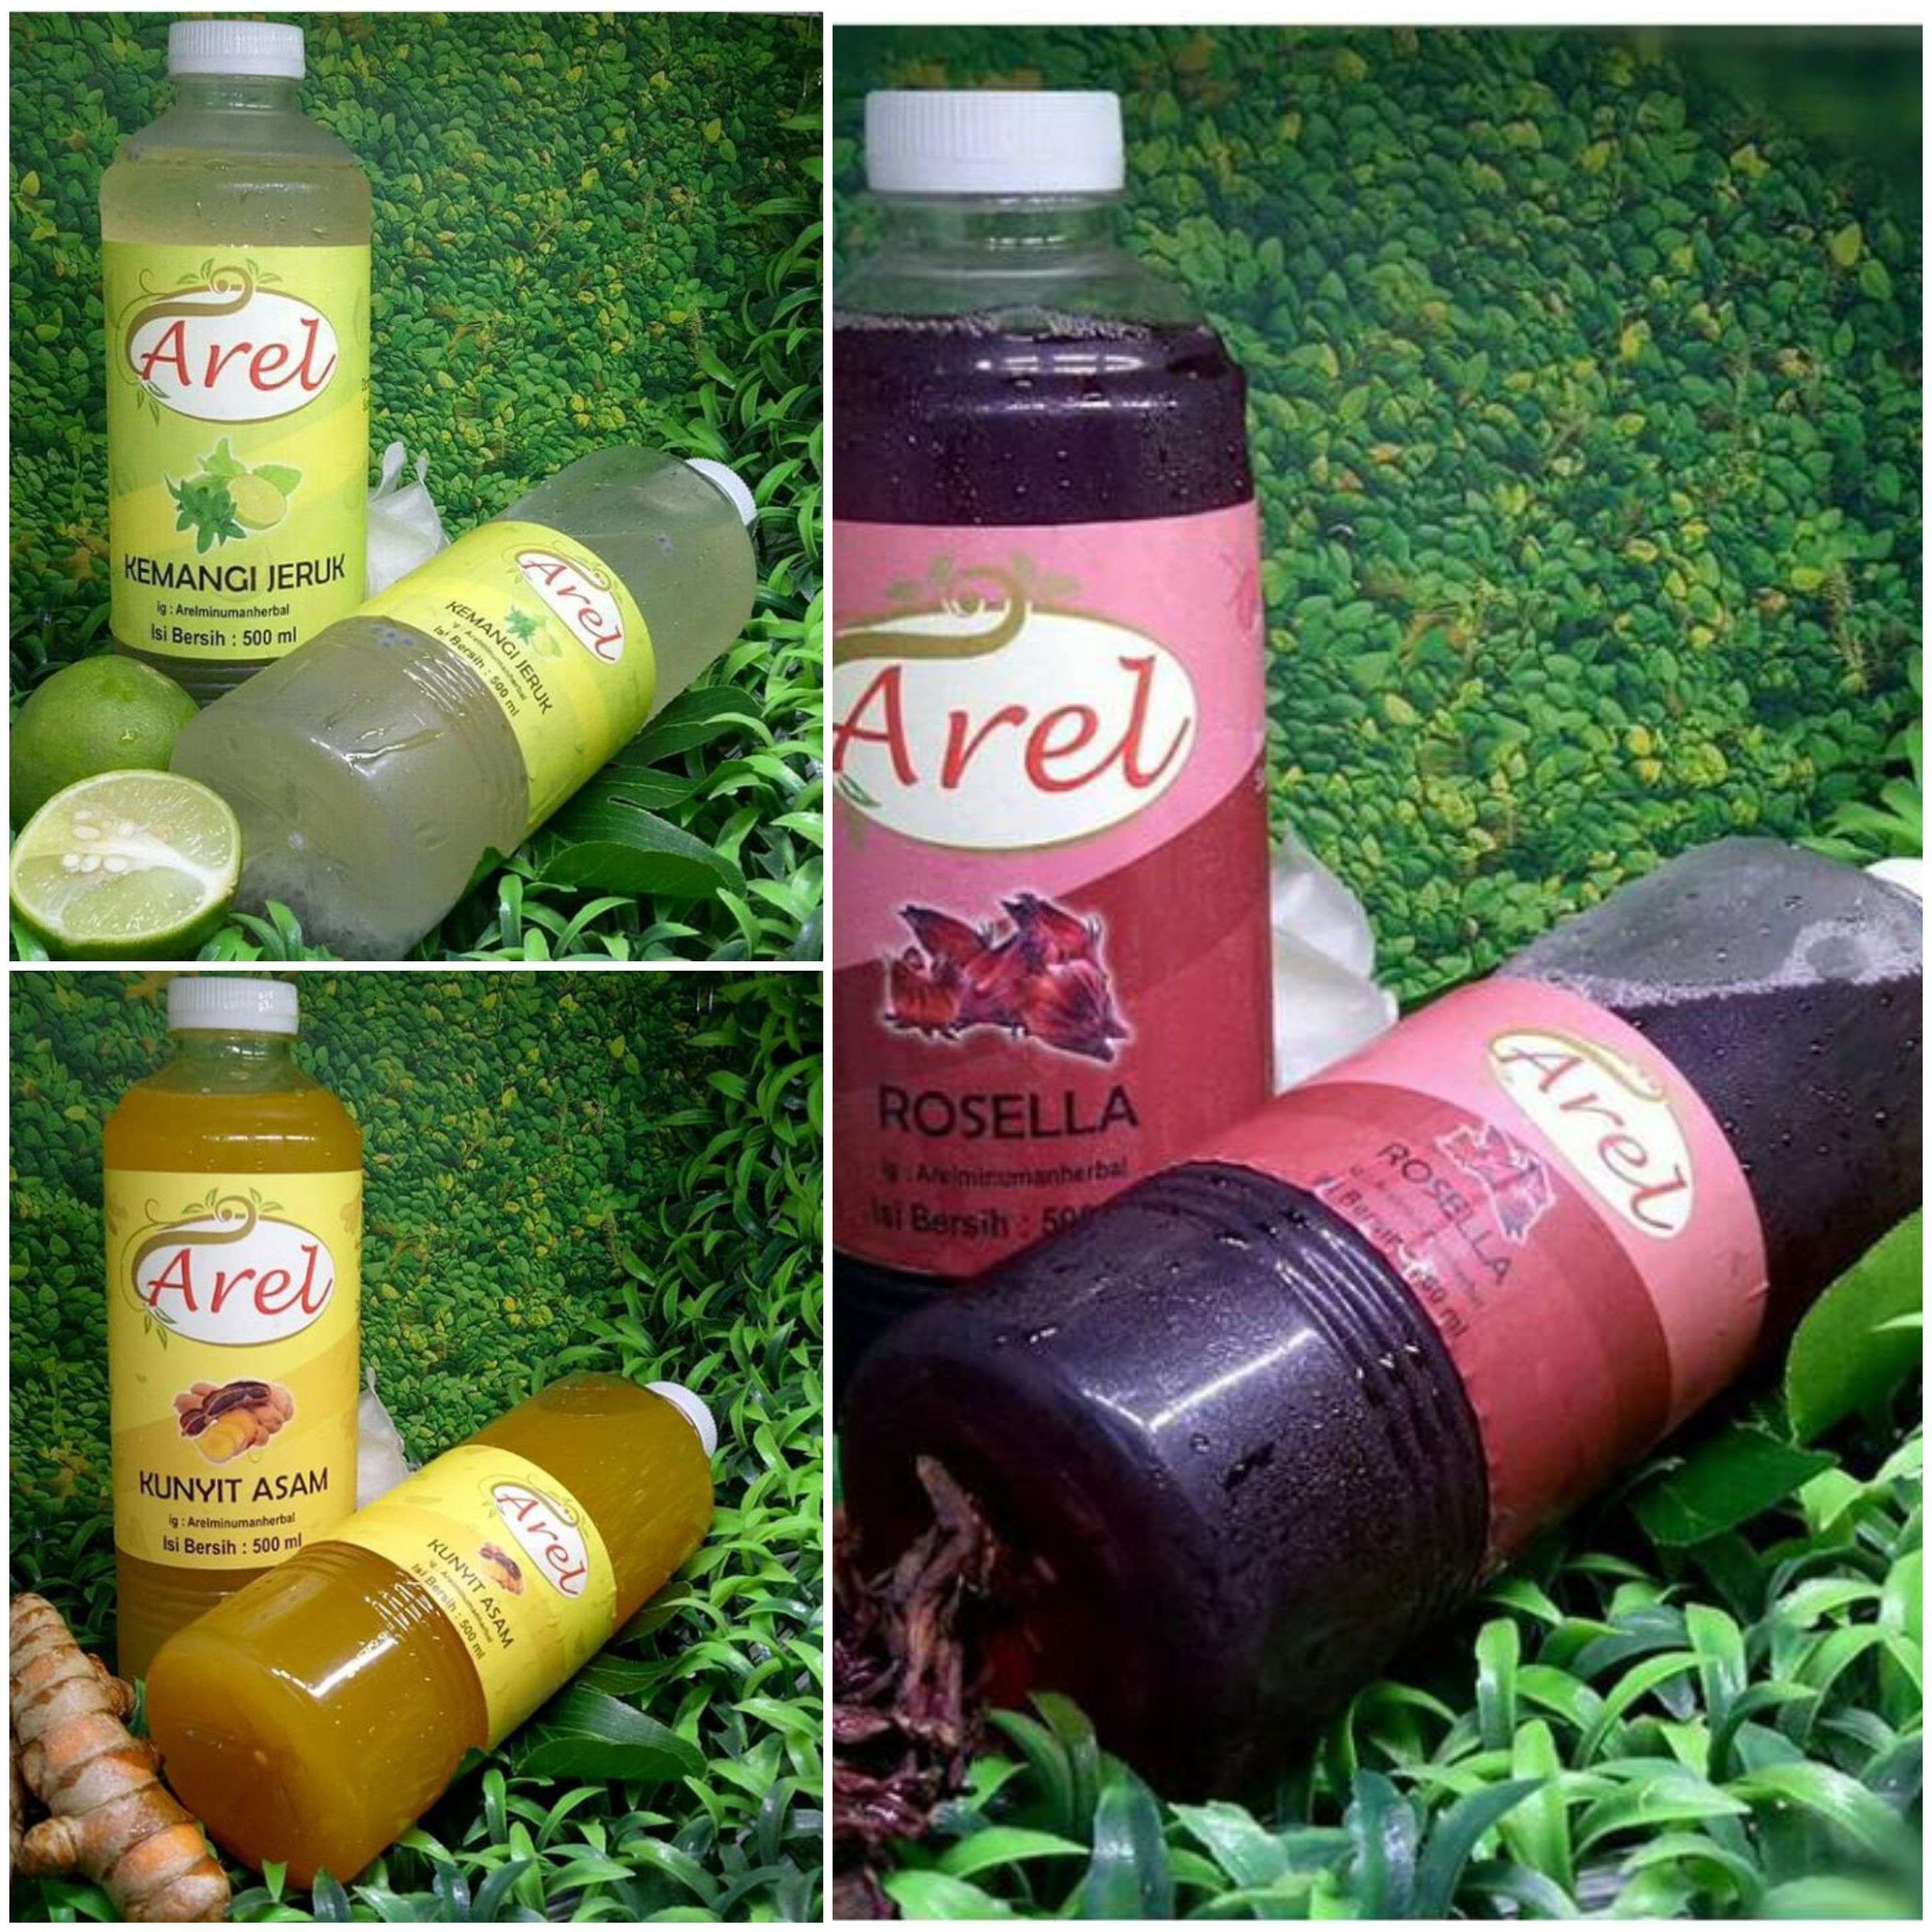 Arel
KEMANGI JERUK
ig : Arelminumanherbal
Isi Bersih : 500 ml
Arel
KEMANGI JERUK
Isi Bersih : 500 ml
Arel
KUNYIT ASAM
ig : Arelminumanherbal
Isi Bersih : 500 ml
Arel
KUNYIT ASAM
ig : Arelminumanherbal
Isi Bersih : 500 ml
Arel
ROSELLA
ig : Arelminumanherbal
Isi Bersih :
Arel
ROSELLA